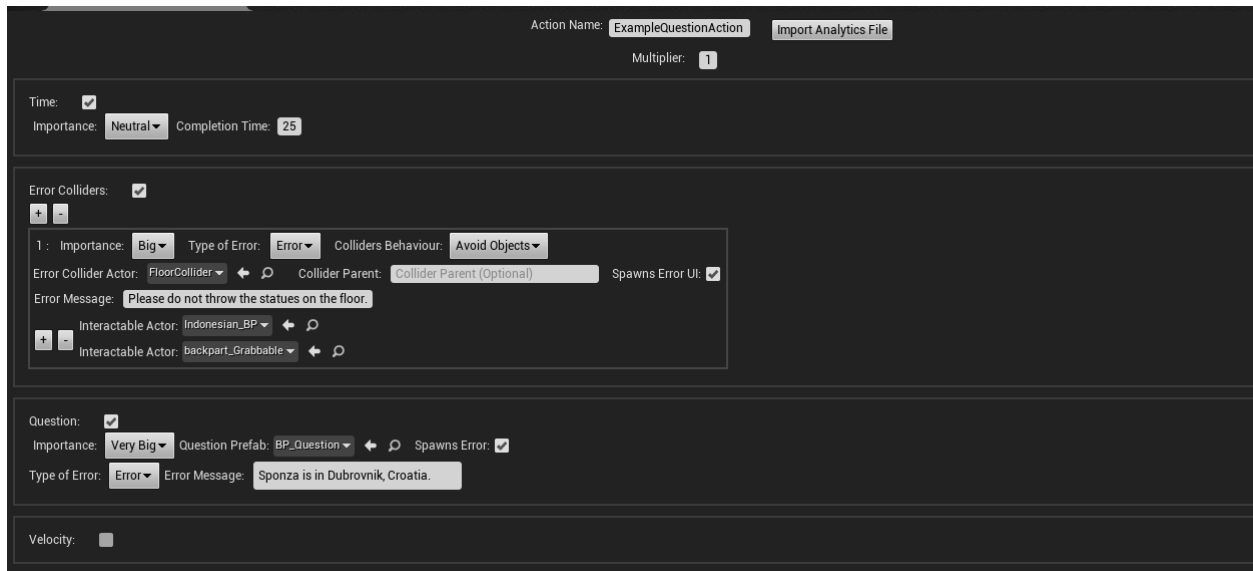 Action Name: ExampleQuestionAction Import Analytics File
Multiplier: 1
Time:
Importance: Neutral Completion Time: 25
Error Colliders:
+ -
1 : Importance: Big Type of Error: Error Colliders Behaviour: Avoid Objects
Error Collider Actor: FloorCollider Collider Parent: Collider Parent (Optional) Spawns Error UI:
Error Message: Please do not throw the statues on the floor.
Interactable Actor: Indonesian_BP
+ -
Interactable Actor: backpart_Grabbable
Question:
Importance: Very Big Question Prefab: BP_Question Spawns Error:
Type of Error: Error Error Message: Sponza is in Dubrovnik, Croatia.
Velocity: